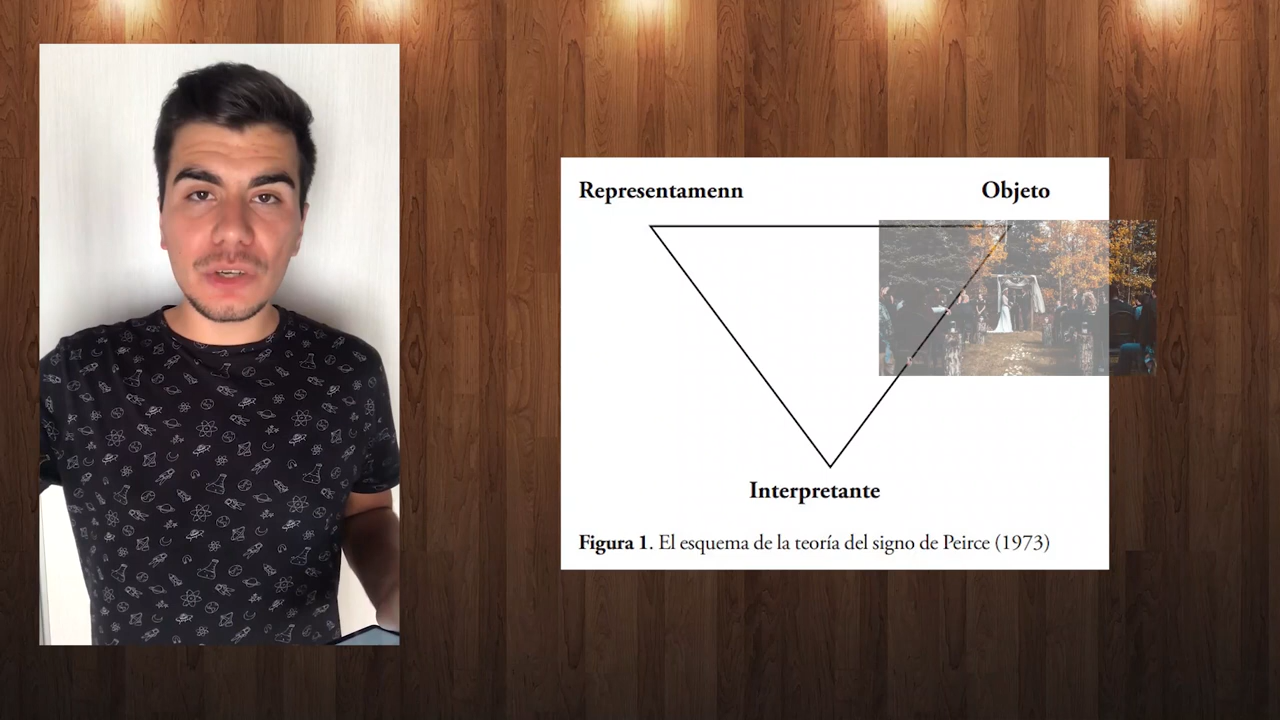 Representamenn
Objeto
Interpretante
Figura 1. El esquema de la teoría del signo de Peirce (1973)